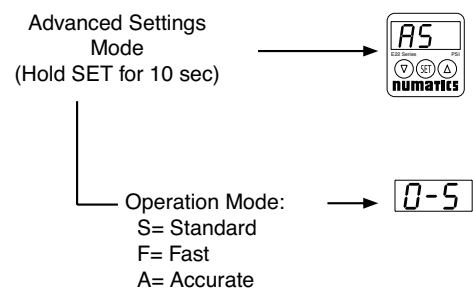 Advanced Settings
Mode
(Hold SET for 10 sec)
AS
E22 Series PSI
SET
numatics
Operation Mode:
S= Standard
F= Fast
A= Accurate
0-S